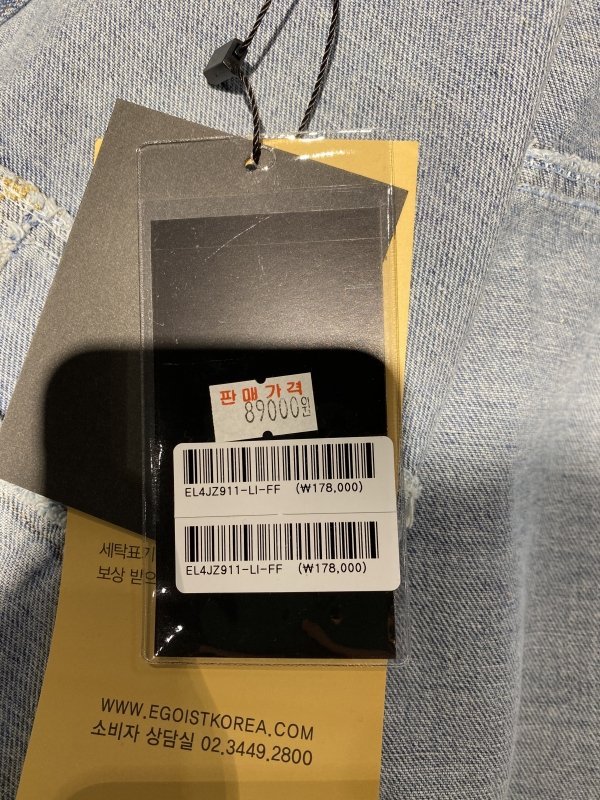 판매가격
89000원
EL4JZ911-LI-FF (₩178,000)
EL4JZ911-LI-FF (₩178,000)
세탁표기
보상 받으
WWW.EGOISTKOREA.COM
소비자 상담실 02.3449.2800